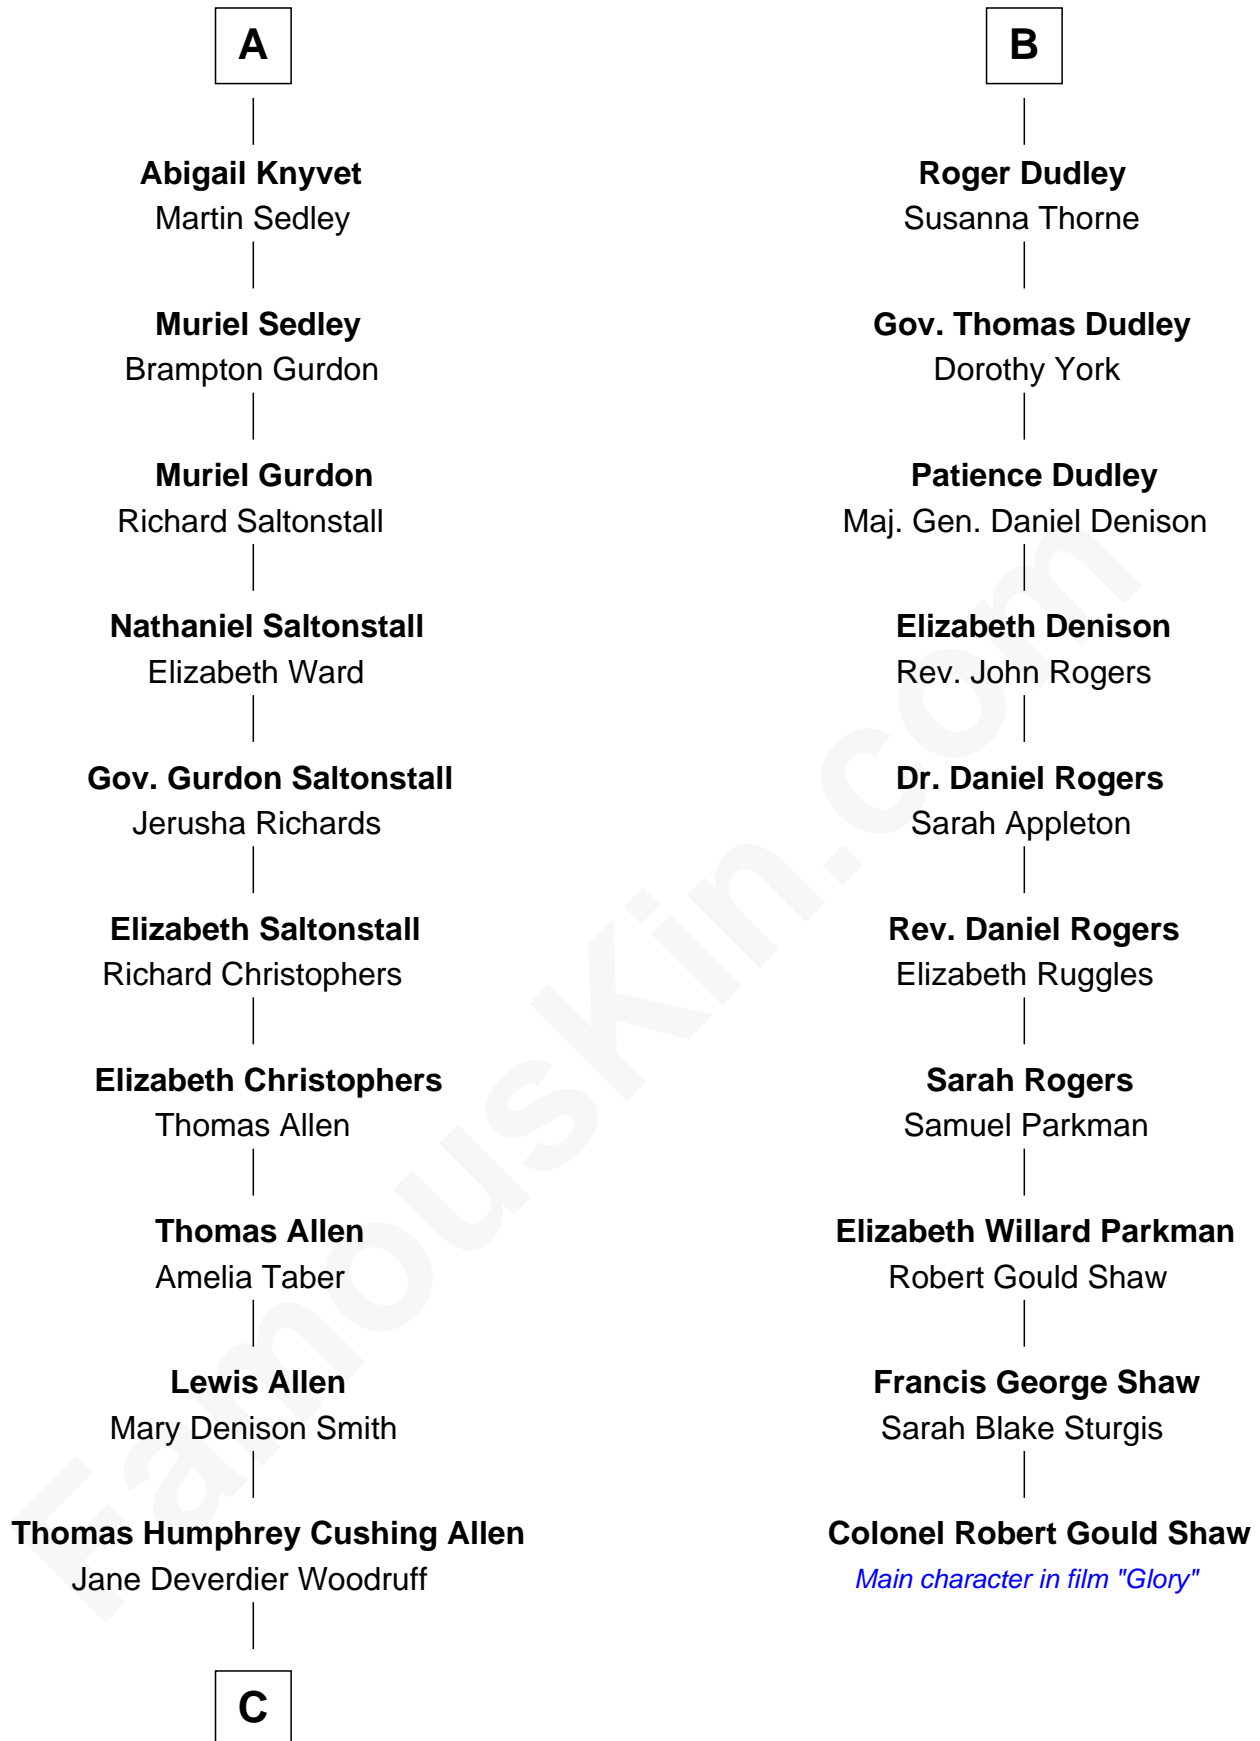 A
Abigail Knyvet
Martin Sedley
Muriel Sedley
Brampton Gurdon
Muriel Gurdon
Richard Saltonstall
Nathaniel Saltonstall
Elizabeth Ward
Gov. Gurdon Saltonstall
Jerusha Richards
Elizabeth Saltonstall
Richard Christophers
Elizabeth Christophers
Thomas Allen
Thomas Allen
Amelia Taber
Lewis Allen
Mary Denison Smith
Thomas Humphrey Cushing Allen
Jane Deverdier Woodruff
C
B
Roger Dudley
Susanna Thorne
Gov. Thomas Dudley
Dorothy York
Patience Dudley
Maj. Gen. Daniel Denison
Elizabeth Denison
Rev. John Rogers
Dr. Daniel Rogers
Sarah Appleton
Rev. Daniel Rogers
Elizabeth Ruggles
Sarah Rogers
Samuel Parkman
Elizabeth Willard Parkman
Robert Gould Shaw
Francis George Shaw
Sarah Blake Sturgis
Colonel Robert Gould Shaw
Main character in film "Glory"
FamousKin.com